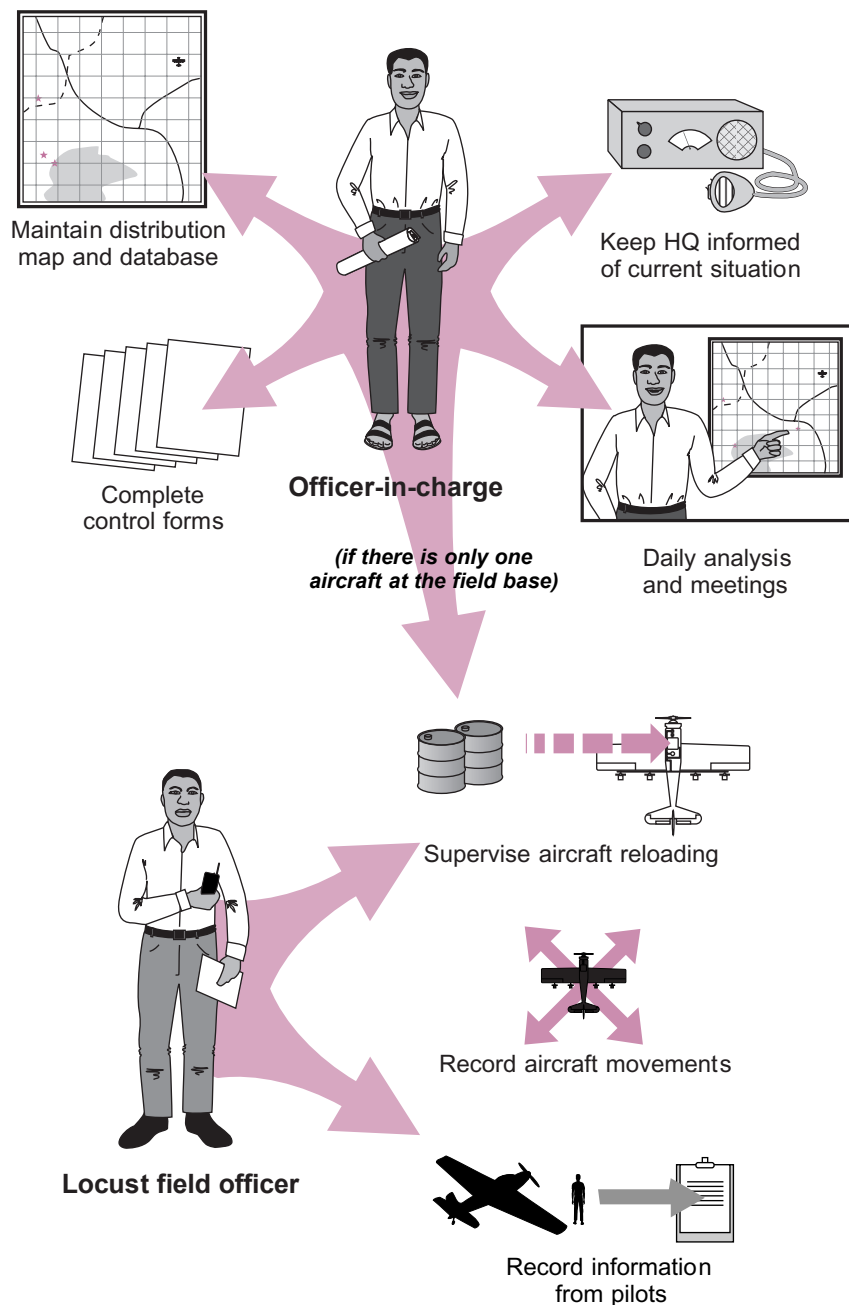 Maintain distribution
map and database
Keep HQ informed
of current situation
Complete
control forms
Officer-in-charge
(if there is only one
aircraft at the field base)
Daily analysis
and meetings
Supervise aircraft reloading
Record aircraft movements
Locust field officer
Record information
from pilots